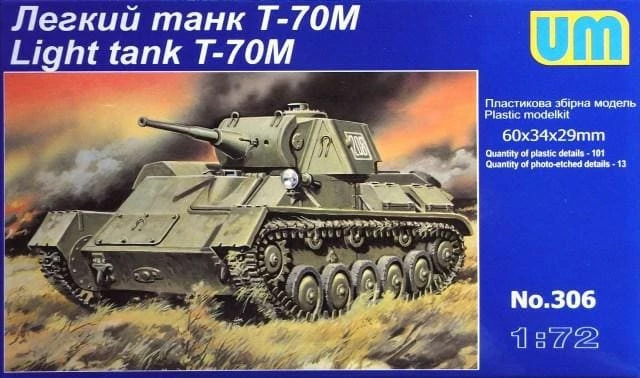 Легкий танк Т-70М
Light tank T-70M
um
Пластикова збірна модель
Plastic modelkit
60x34x29mm
Quantity of plastic details - 101
Quantity of photo-etched details - 13
No.306
1:72